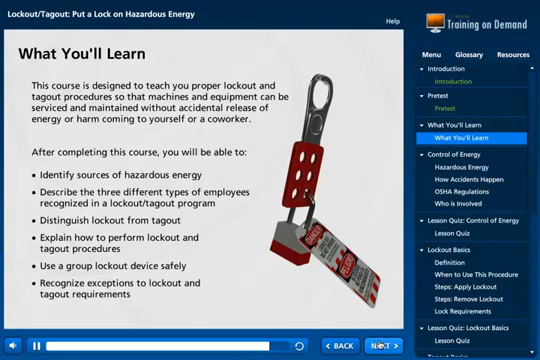 Lockout/Tagout: Put a Lock on Hazardous Energy
Help
Training on Demand
Menu Glossary Resources
What You'll Learn
This course is designed to teach you proper lockout and
tagout procedures so that machines and equipment can be
serviced and maintained without accidental release of
energy or harm coming to yourself or a coworker.
After completing this course, you will be able to:
• Identify sources of hazardous energy
• Describe the three different types of employees
recognized in a lockout/tagout program
• Distinguish lockout from tagout
• Explain how to perform lockout and
tagout procedures
• Use a group lockout device safely
• Recognize exceptions to lockout and
tagout requirements
DANGER
BACK
NEXT
Introduction
Introduction
Pretest
Pretest
What You'll Learn
What You'll Learn
Control of Energy
Hazardous Energy
How Accidents Happen
OSHA Regulations
Who is Involved
Lesson Quiz: Control of Energy
Lesson Quiz
Lockout Basics
Definition
When to Use This Procedure
Steps: Apply Lockout
Steps: Remove Lockout
Lock Requirements
Lesson Quiz: Lockout Basics
Lesson Quiz